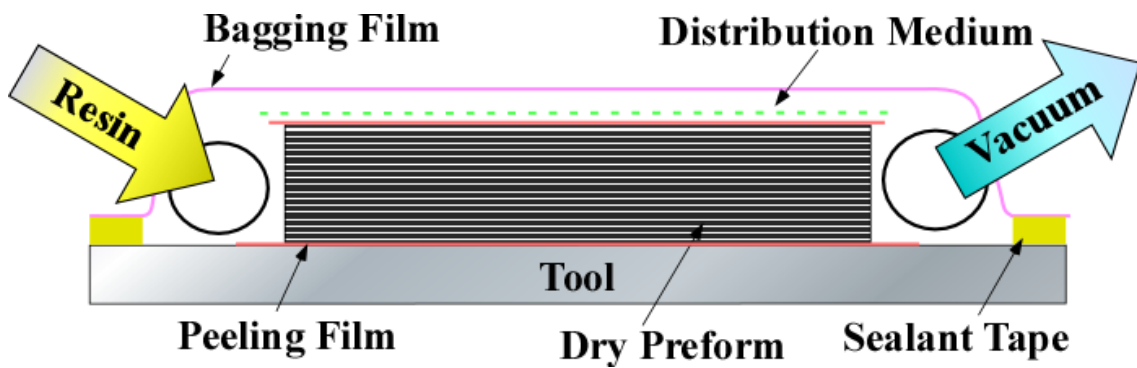 Bagging Film
Distribution Medium
Resin
Vacuum
Tool
Peeling Film
Dry Preform
Sealant Tape